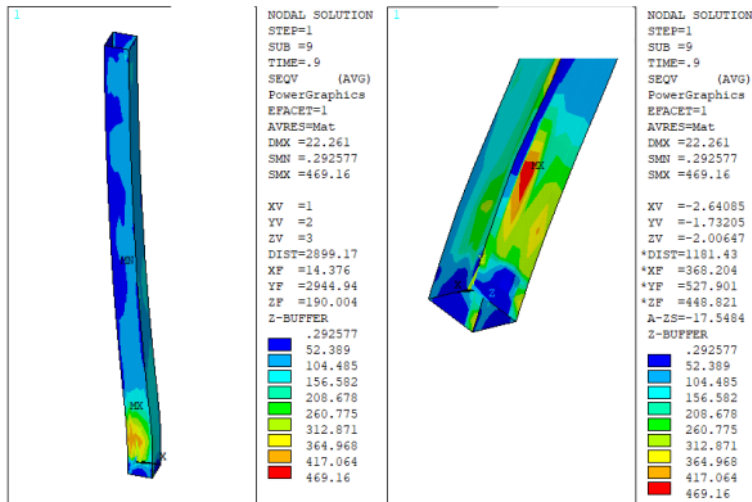 1
NODAL SOLUTION
STEP=1
SUB =9
TIME=.9
SEQV (AVG)
PowerGraphics
EFACET=1
AVRES=Mat
DMX =22.261
SMN =.292577
SMX =469.16
XV =1
YV =2
ZV =3
DIST=2899.17
XF =14.376
YF =2944.94
ZF =190.004
Z-BUFFER
.292577
52.389
104.485
156.582
208.678
260.775
312.871
364.968
417.064
469.16
MN
MX
X
1
NODAL SOLUTION
STEP=1
SUB =9
TIME=.9
SEQV (AVG)
PowerGraphics
EFACET=1
AVRES=Mat
DMX =22.261
SMN =.292577
SMX =469.16
XV =-2.64085
YV =-1.73205
ZV =-2.00647
*DIST=1181.43
*XF =368.204
*YF =527.901
*ZF =448.821
A-ZS=-17.5484
Z-BUFFER
.292577
52.389
104.485
156.582
208.678
260.775
312.871
364.968
417.064
469.16
MX
Z